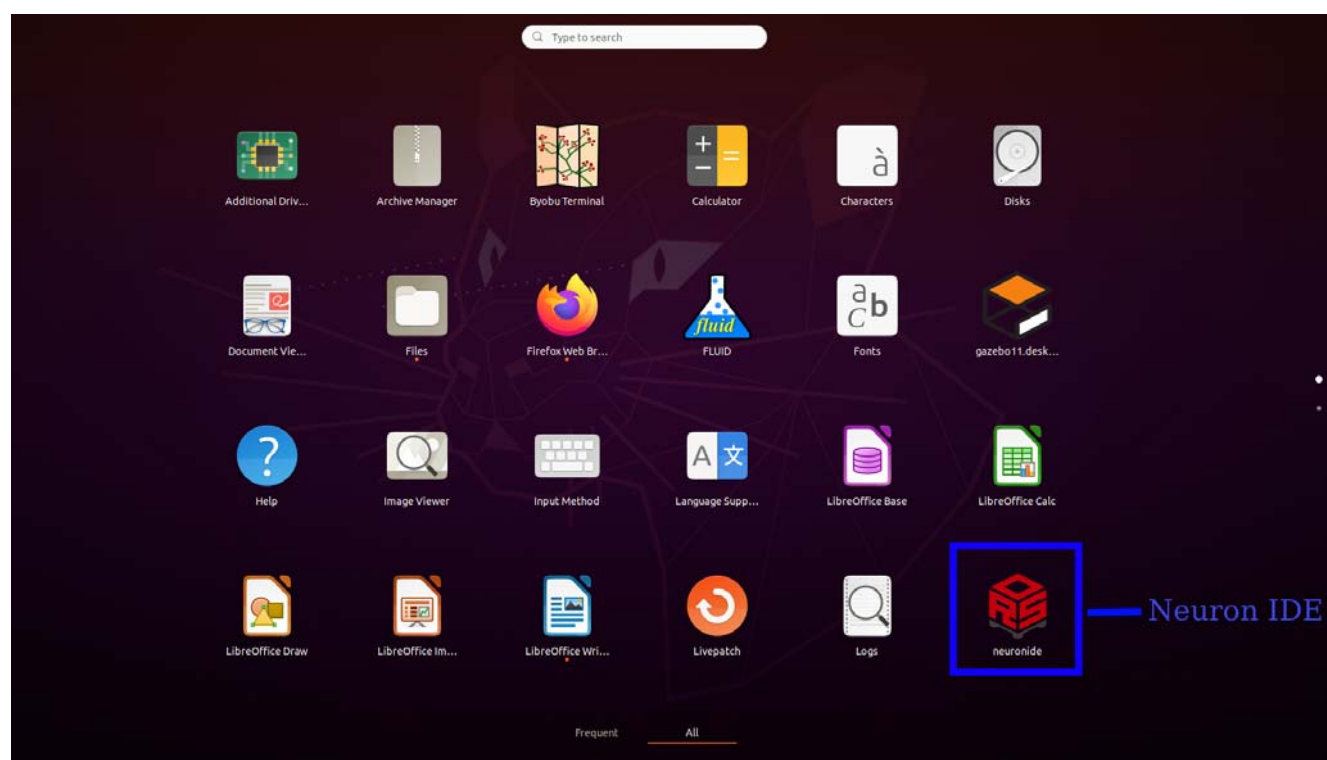 Type to search
Additional Driv...
Archive Manager
Byobu Terminal
Calculator
Characters
Disks
Document Vie...
Files
Firefox Web Br...
fluid
FLUID
a b C
Fonts
gazebo11.desk...
Help
Image Viewer
Input Method
A 文
Language Supp...
LibreOffice Base
LibreOffice Calc
LibreOffice Draw
LibreOffice Im...
LibreOffice Wri...
Livepatch
Logs
ORS
neuronide
Neuron IDE
à
?
Frequent
All